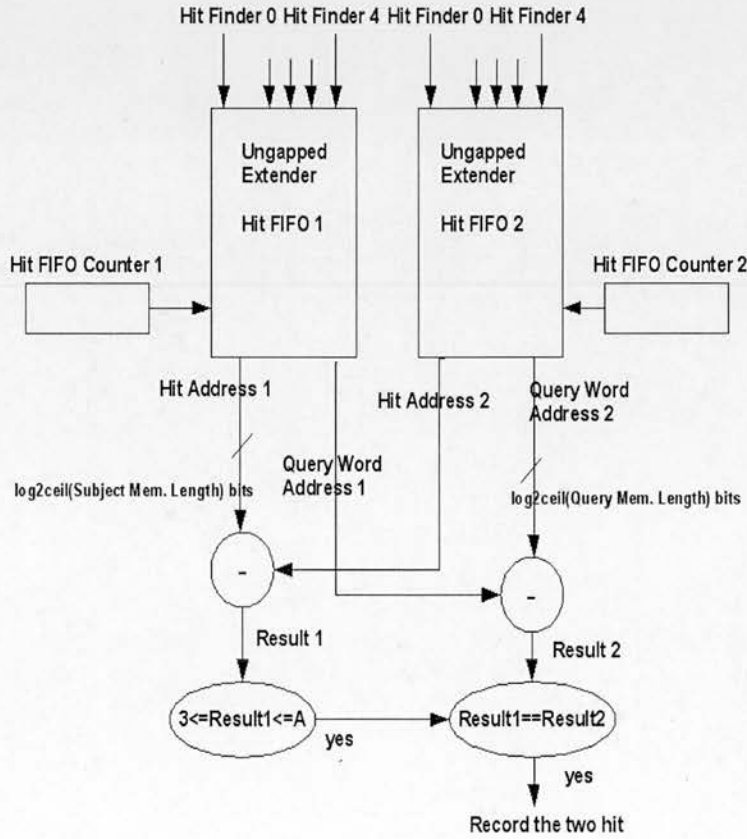 Hit Finder 0 Hit Finder 4 Hit Finder 0 Hit Finder 4
Ungapped
Extender
Hit FIFO 1
Ungapped
Extender
Hit FIFO 2
Hit FIFO Counter 1
Hit FIFO Counter 2
Hit Address 1
Hit Address 2
Query Word
Address 2
Query Word
Address 1
log2ceil(Subject Mem. Length) bits
log2ceil(Query Mem. Length) bits
-
-
Result 1
Result 2
3<=Result1<=A
yes
Result1==Result2
yes
Record the two hit